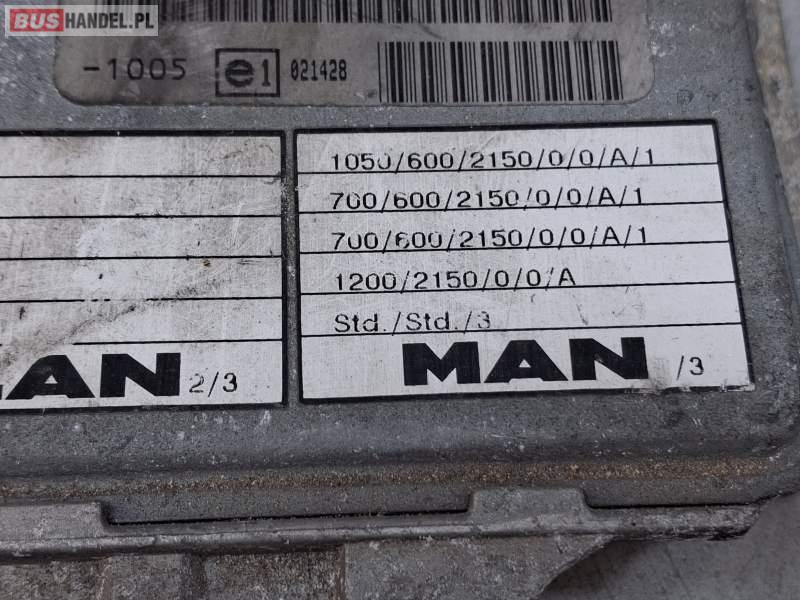 BUSHANDEL.PL
-1005 e1 021428
1050/600/2150/0/0/A/1
700/600/2150/0/0/A/1
700/600/2150/0/0/A/1
1200/2150/0/0/A
Std./Std./3
AN 2/3
MAN /3